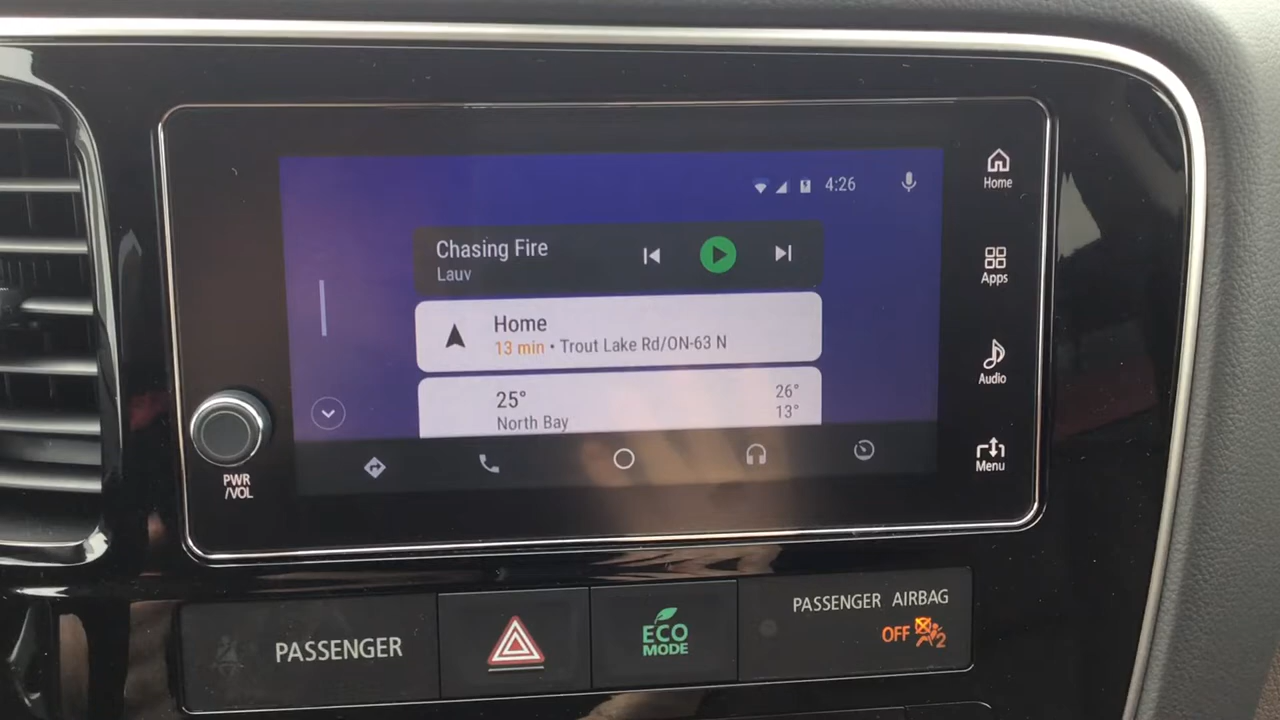 4:26
Home
Chasing Fire
Lauv
Apps
Home
13 min • Trout Lake Rd/ON-63 N
Audio
25°
26°
North Bay
13°
Menu
PWR
/VOL
PASSENGER
ECO
MODE
PASSENGER AIRBAG
OFF
2